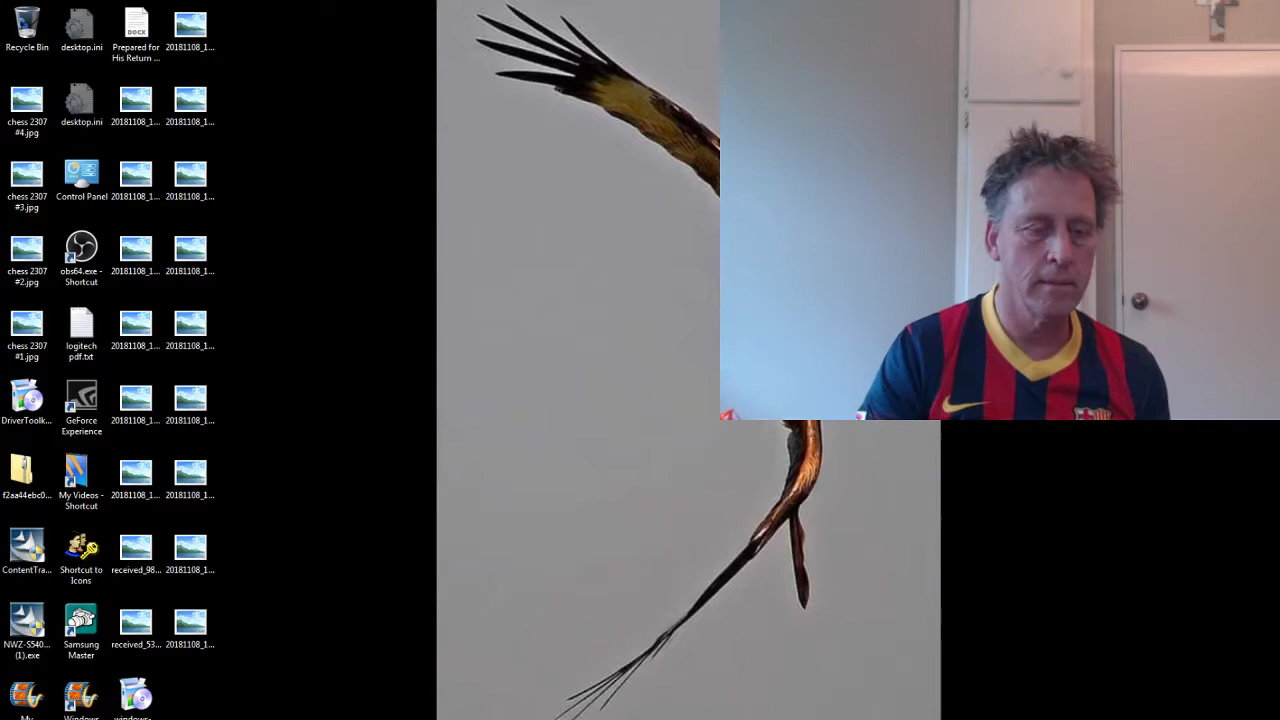 Recycle Bin
desktop.ini
Prepared for
His Return ...
20181108_1...
chess 2307
#4.jpg
desktop.ini
20181108_1...
20181108_1...
chess 2307
#3.jpg
Control Panel
20181108_1...
20181108_1...
chess 2307
#2.jpg
obs64.exe -
Shortcut
20181108_1...
20181108_1...
chess 2307
#1.jpg
logitech
pdf.txt
20181108_1...
20181108_1...
DriverToolk...
GeForce
Experience
20181108_1...
20181108_1...
f2aa44ebc0...
My Videos -
Shortcut
20181108_1...
20181108_1...
ContentTra...
Shortcut to
Icons
received_98...
20181108_1...
NWZ-S540...
(1).exe
Samsung
Master
received_53...
20181108_1...
My
Windows
windows-